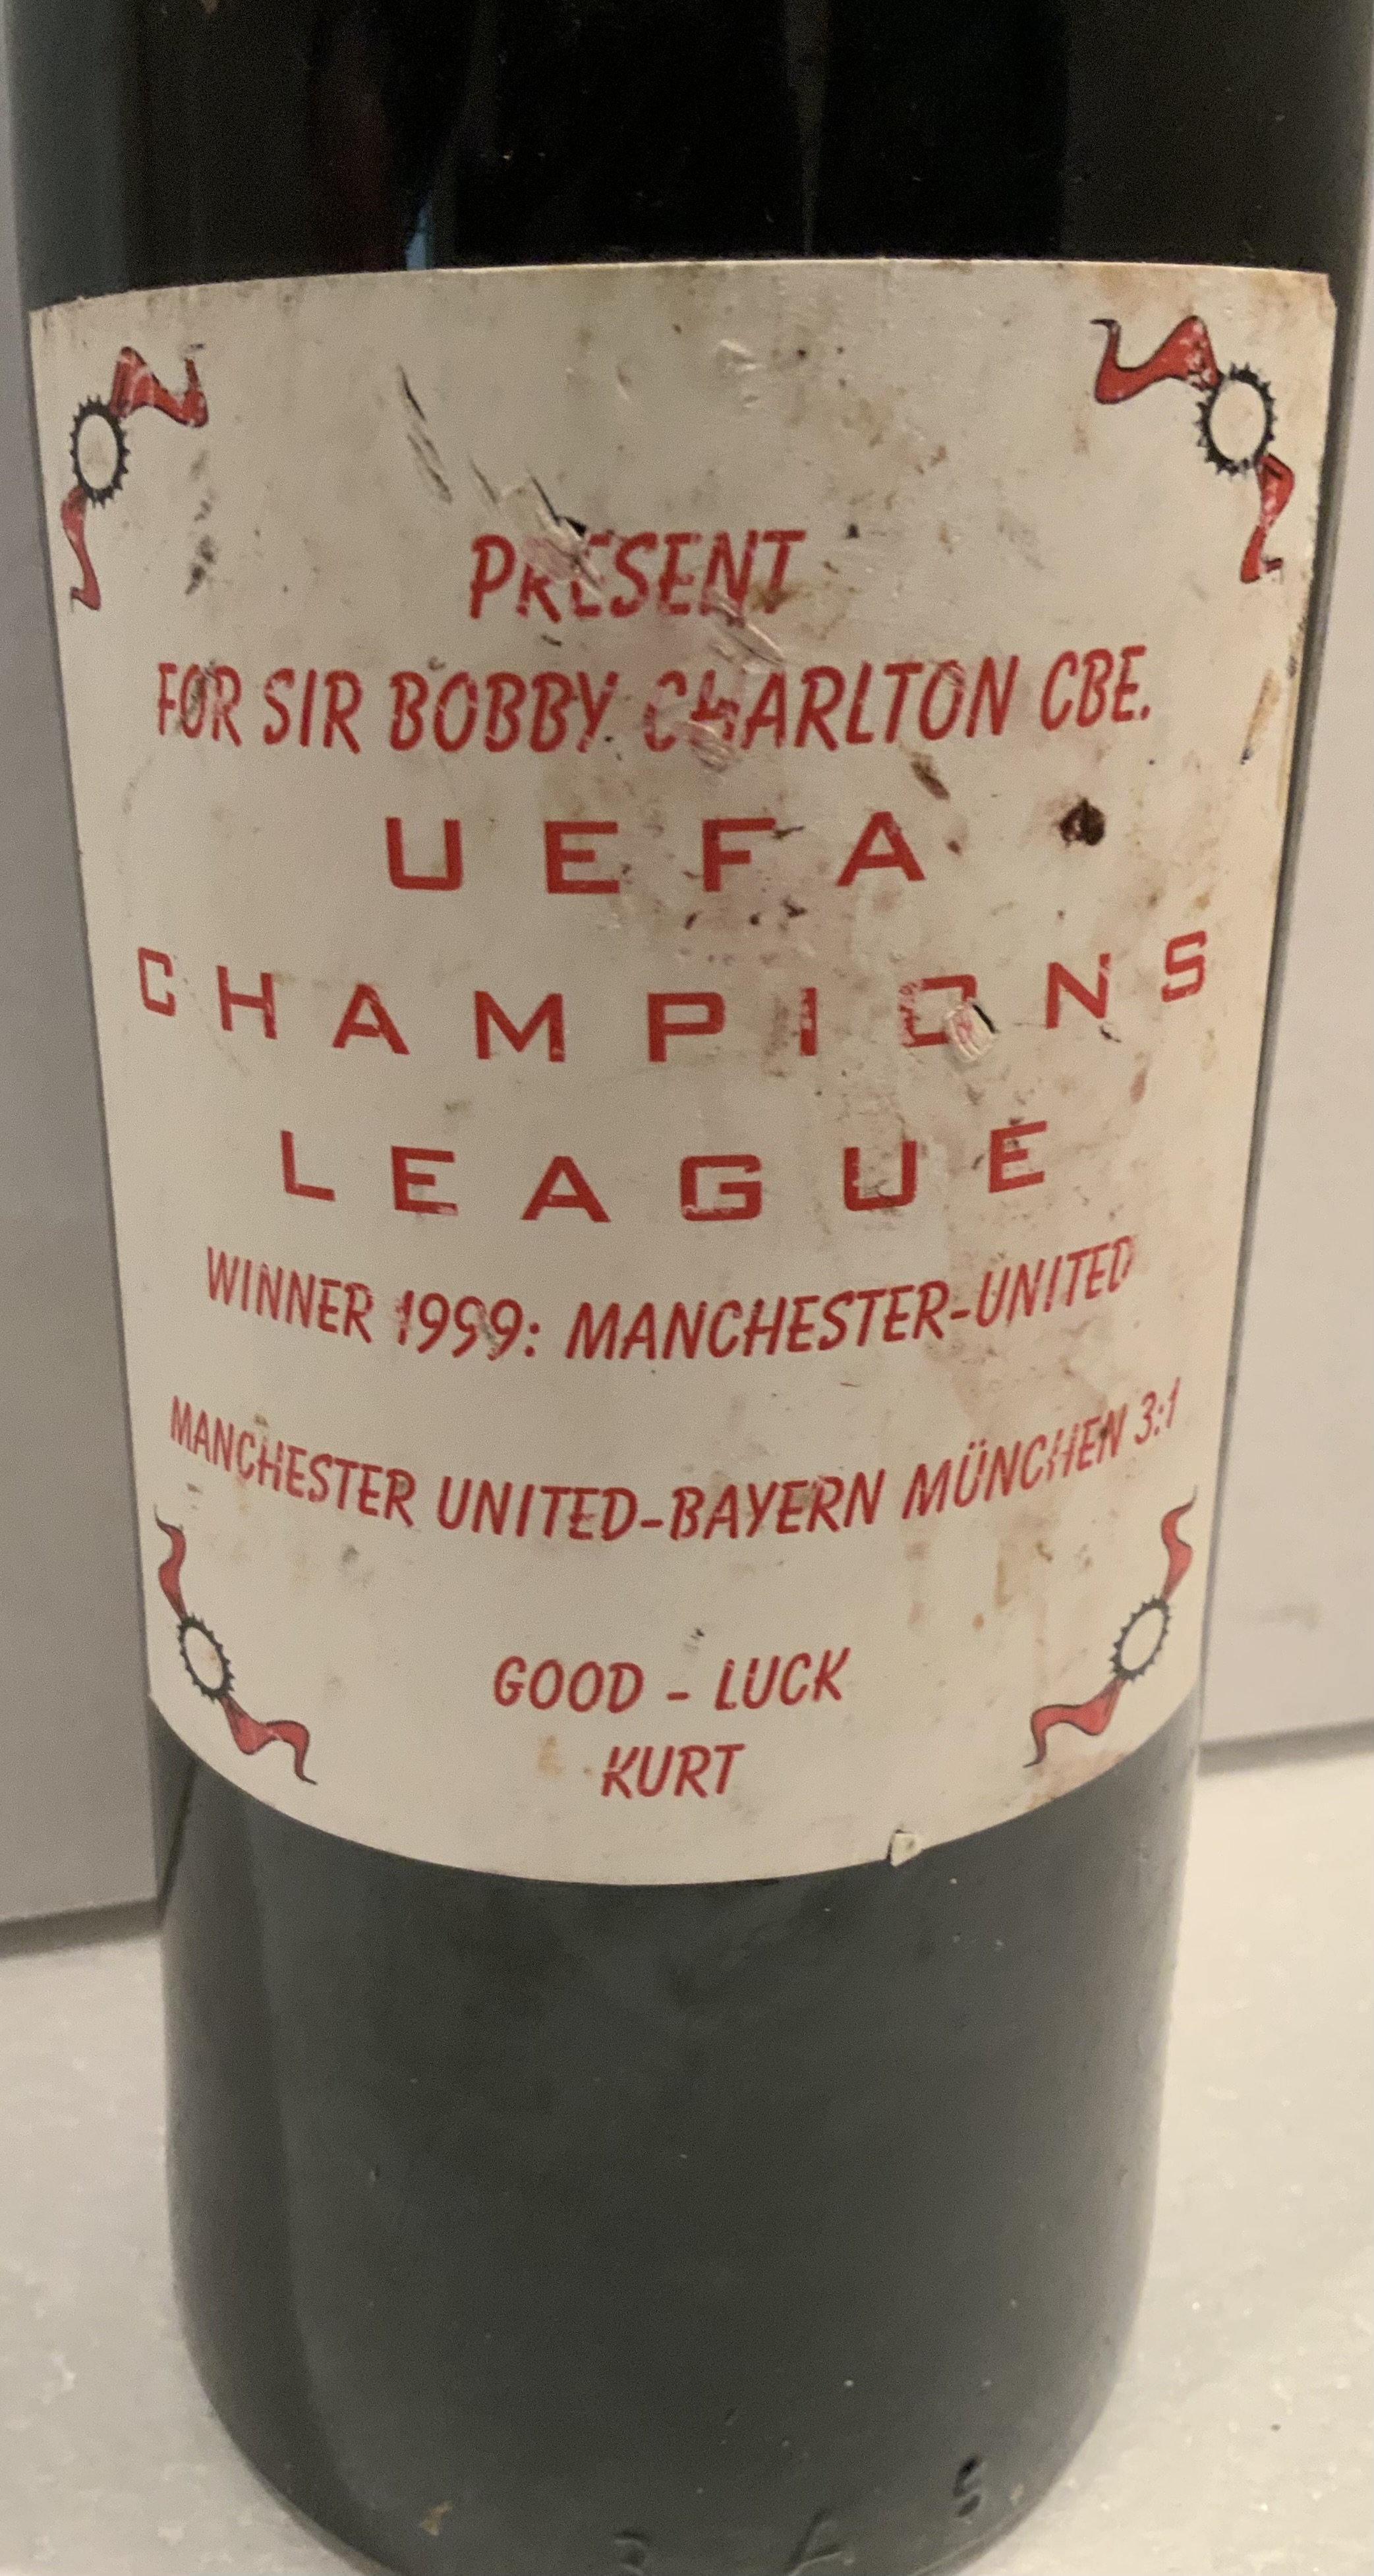 PRESENT
FOR SIR BOBBY CHARLTON CBE.
UEFA
CHAMPIONS
LEAGUE
WINNER 1999: MANCHESTER-UNITED
MANCHESTER UNITED-BAYERN MÜNCHEN 3:1
GOOD - LUCK
KURT